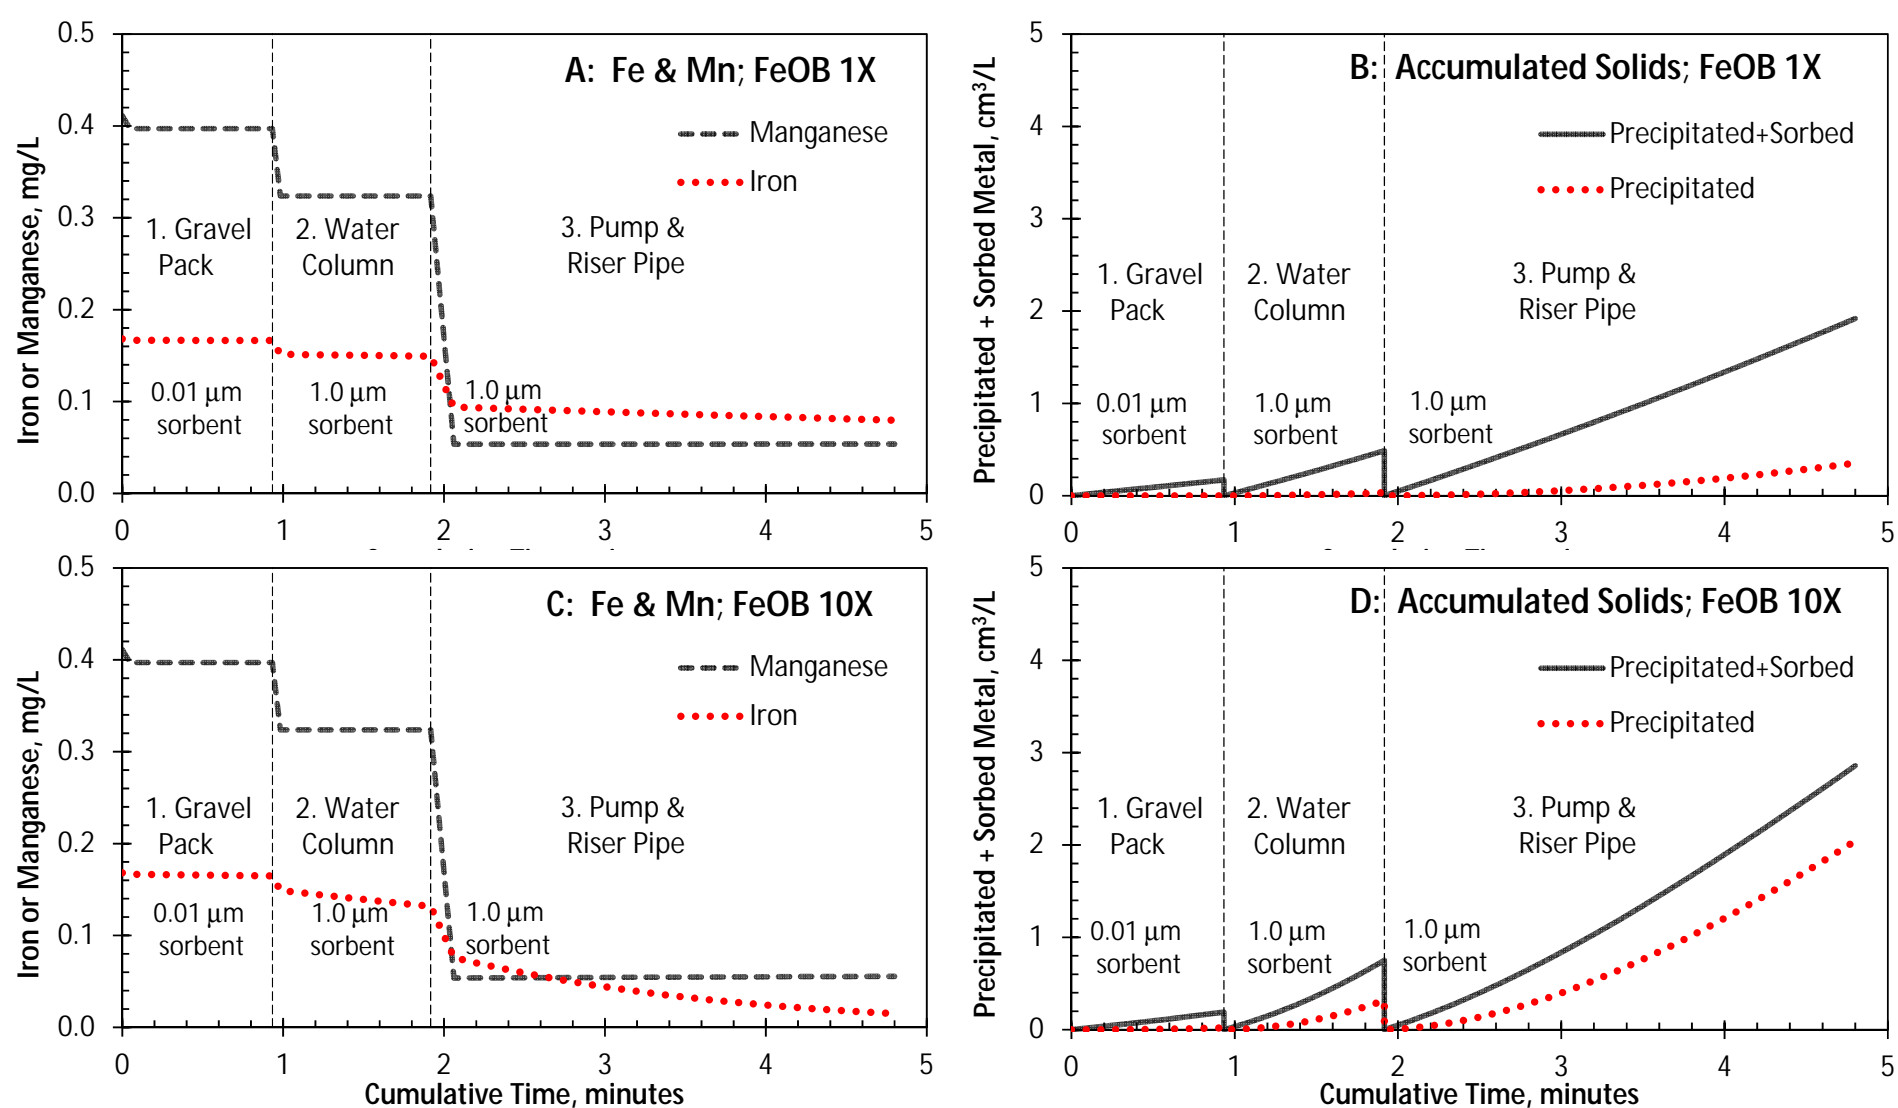 A: Fe & Mn; FeOB 1X
Iron or Manganese, mg/L
0.5
0.4
0.3
0.2
0.1
0.0
Manganese
Iron
1. Gravel
Pack
2. Water
Column
3. Pump &
Riser Pipe
0.01 µm
sorbent
1.0 µm
sorbent
1.0 µm
sorbent
0 1 2 3 4 5
B: Accumulated Solids; FeOB 1X
Precipitated + Sorbed Metal, cm³/L
5
4
3
2
1
0
Precipitated+Sorbed
Precipitated
1. Gravel
Pack
2. Water
Column
3. Pump &
Riser Pipe
0.01 µm
sorbent
1.0 µm
sorbent
1.0 µm
sorbent
0 1 2 3 4 5
C: Fe & Mn; FeOB 10X
Iron or Manganese, mg/L
0.5
0.4
0.3
0.2
0.1
0.0
Manganese
Iron
1. Gravel
Pack
2. Water
Column
3. Pump &
Riser Pipe
0.01 µm
sorbent
1.0 µm
sorbent
1.0 µm
sorbent
0 1 2 3 4 5
Cumulative Time, minutes
D: Accumulated Solids; FeOB 10X
Precipitated + Sorbed Metal, cm³/L
5
4
3
2
1
0
Precipitated+Sorbed
Precipitated
1. Gravel
Pack
2. Water
Column
3. Pump &
Riser Pipe
0.01 µm
sorbent
1.0 µm
sorbent
1.0 µm
sorbent
0 1 2 3 4 5
Cumulative Time, minutes